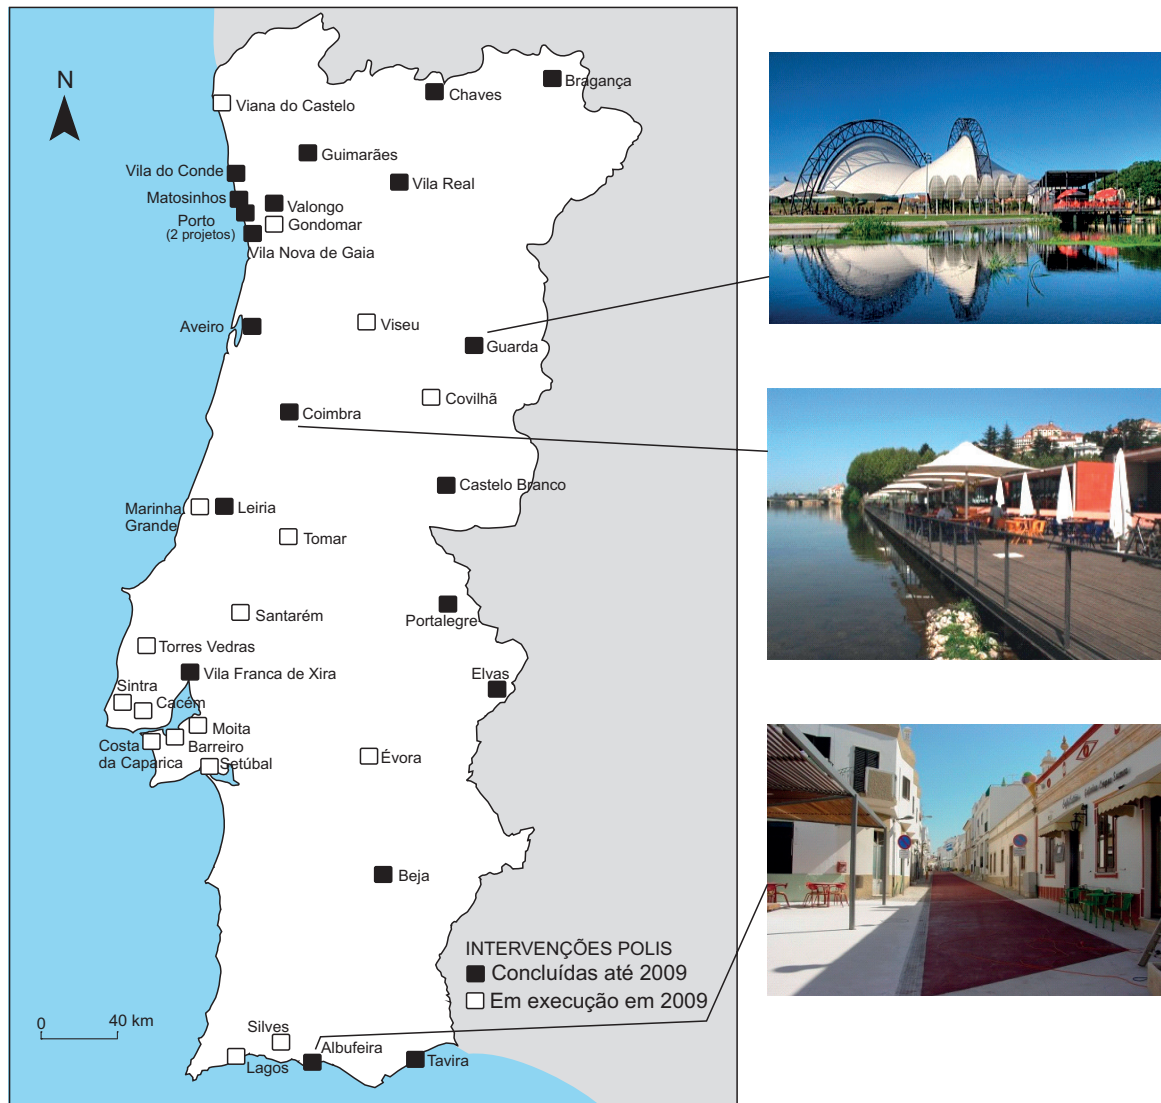 N
Bragança
Chaves
Viana do Castelo
Guimarães
Vila do Conde
Vila Real
Matosinhos
Valongo
Porto
(2 projetos)
Gondomar
Vila Nova de Gaia
Aveiro
Viseu
Guarda
Covilhã
Coimbra
Castelo Branco
Marinha
Grande
Leiria
Tomar
Santarém
Portalegre
Torres Vedras
Vila Franca de Xira
Elvas
Sintra
Cacém
Moita
Costa
da Caparica
Barreiro
Setúbal
Évora
Beja
INTERVENÇÕES POLIS
Concluídas até 2009
Em execução em 2009
0 40 km
Silves
Albufeira
Lagos
Tavira